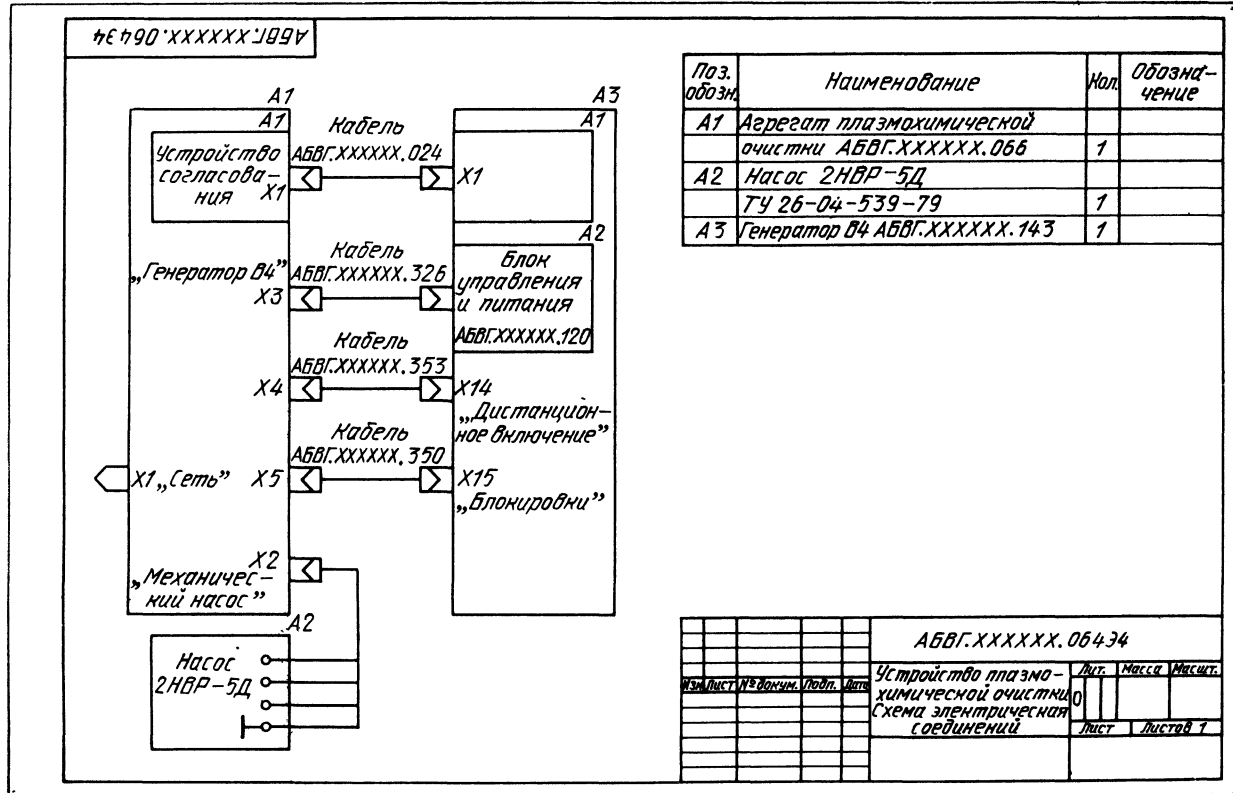 АБВГ.XXXXXX.064Э4
А1
А1
Устройство
согласова-
ния
X1
Кабель
АБВГ.XXXXXX.024
А3
А1
X1
„Генератор В4”
X3
Кабель
АБВГ.XXXXXX.326
А2
Блок
управления
и питания
АБВГ.XXXXXX.120
Кабель
АБВГ.XXXXXX.353
X4
X14
„Дистанцион-
ное включение”
Кабель
АБВГ.XXXXXX.350
X1 „Сеть”
X5
X15
„Блокировки”
X2
„Механичес-
кий насос”
А2
Насос
2НВР-5Д
Поз. обозн. Наименование Кол. Обозна-чение
А1 Агрегат плазмохимической
очистки АБВГ.XXXXXX.066 1
А2 Насос 2НВР-5Д
ТУ 26-04-539-79 1
А3 Генератор В4 АБВГ.XXXXXX.143 1
АБВГ.XXXXXX.064Э4
Изм Лист № докум. Подп. Дата
Устройство плазмо-
химической очистки
Схема электрическая
соединений
Лит. Масса Масшт.
О
Лист Листов 1